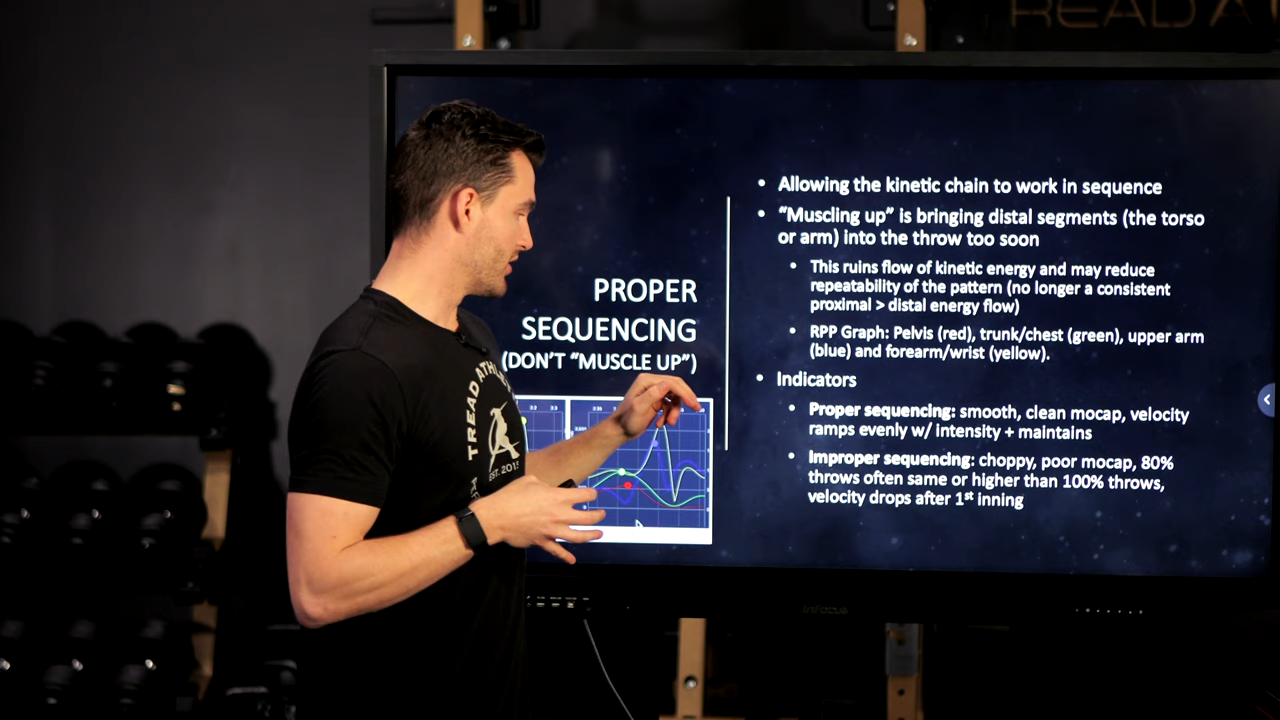 READ A
PROPER
SEQUENCING
(DON'T "MUSCLE UP")
• Allowing the kinetic chain to work in sequence
• "Muscling up" is bringing distal segments (the torso
or arm) into the throw too soon
• This ruins flow of kinetic energy and may reduce
repeatability of the pattern (no longer a consistent
proximal > distal energy flow)
• RPP Graph: Pelvis (red), trunk/chest (green), upper arm
(blue) and forearm/wrist (yellow).
• Indicators
• Proper sequencing: smooth, clean mocap, velocity
ramps evenly w/ intensity + maintains
• Improper sequencing: choppy, poor mocap, 80%
throws often same or higher than 100% throws,
velocity drops after 1st inning
TREAD ATHL
EST. 2015
InFocus